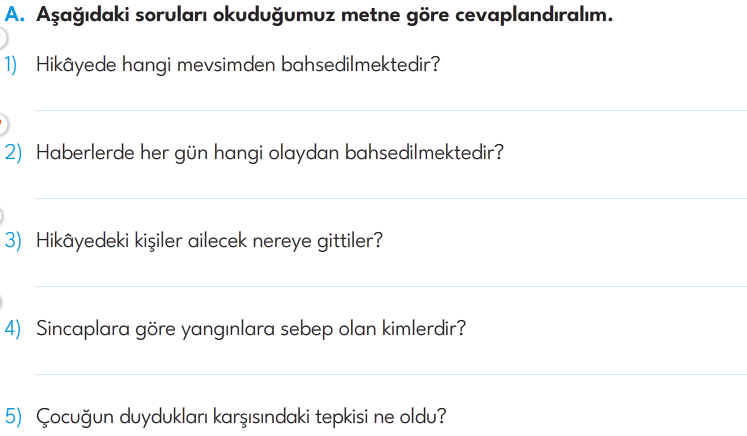 A. Aşağıdaki soruları okuduğumuz metne göre cevaplandıralım.
1) Hikâyede hangi mevsimden bahsedilmektedir?
2) Haberlerde her gün hangi olaydan bahsedilmektedir?
3) Hikâyedeki kişiler ailecek nereye gittiler?
4) Sincaplara göre yangınlara sebep olan kimlerdir?
5) Çocuğun duydukları karşısındaki tepkisi ne oldu?